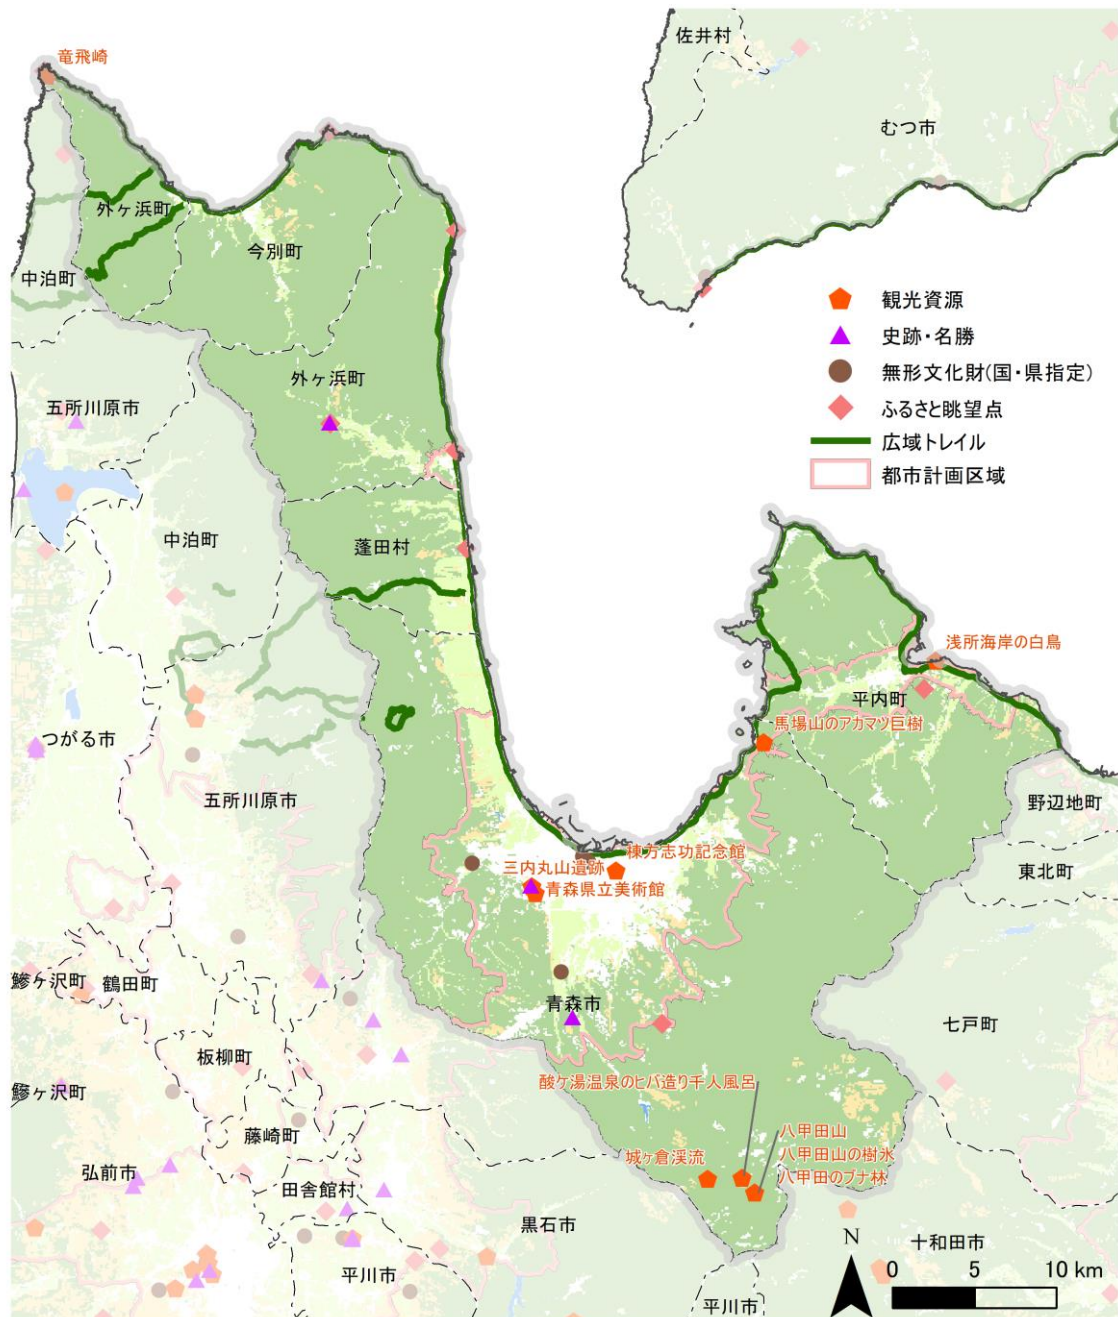 佐井村
竜飛崎
むつ市
外ヶ浜町
今別町
中泊町
観光資源
史跡・名勝
無形文化財(国・県指定)
ふるさと眺望点
広域トレイル
都市計画区域
外ヶ浜町
五所川原市
中泊町
蓬田村
浅所海岸の白鳥
平内町
馬場山のアカマツ巨樹
つがる市
五所川原市
野辺地町
棟方志功記念館
三内丸山遺跡
青森県立美術館
東北町
鰺ヶ沢町
鶴田町
青森市
七戸町
板柳町
酸ヶ湯温泉のヒバ造り千人風呂
鰺ヶ沢町
藤崎町
八甲田山
八甲田山の樹氷
八甲田のブナ林
城ヶ倉渓流
弘前市
田舎館村
黒石市
十和田市
平川市
N
0 5 10 km
平川市